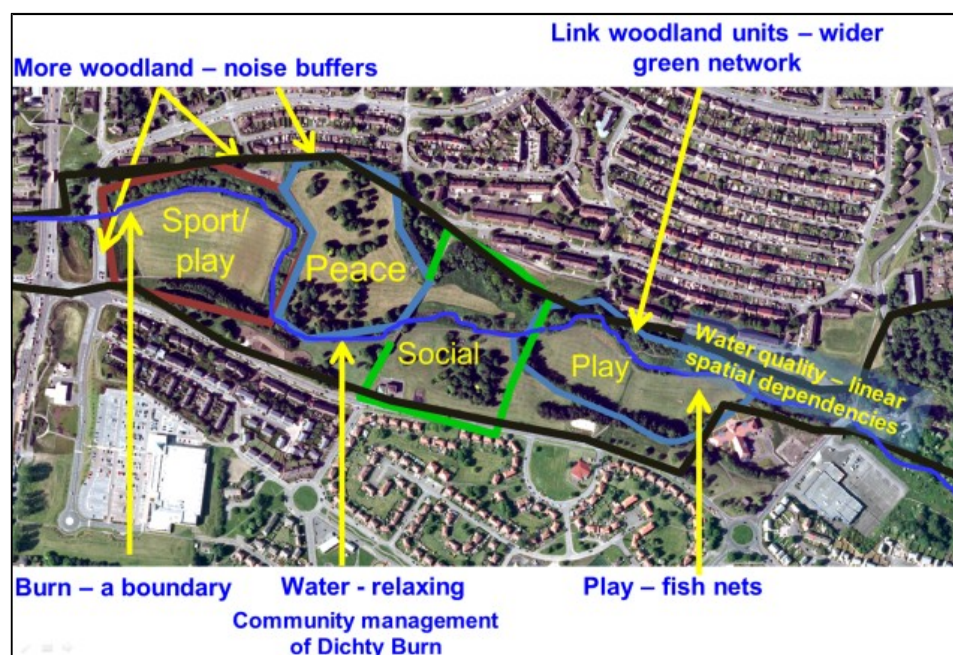 Link woodland units – wider
green network
More woodland – noise buffers
Sport/
play
Peace
Social
Play
Water quality – linear
spatial dependencies?
Burn – a boundary
Water - relaxing
Play – fish nets
Community management
of Dichty Burn